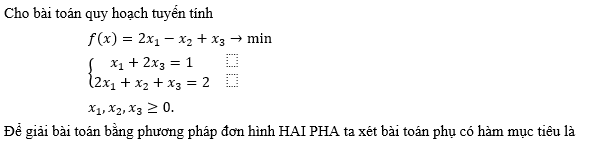 Cho bài toán quy hoạch tuyến tính
f(x) = 2x₁ − x₂ + x₃ → min
{ x₁ + 2x₃ = 1
2x₁ + x₂ + x₃ = 2
x₁, x₂, x₃ ≥ 0.
Để giải bài toán bằng phương pháp đơn hình HAI PHA ta xét bài toán phụ có hàm mục tiêu là